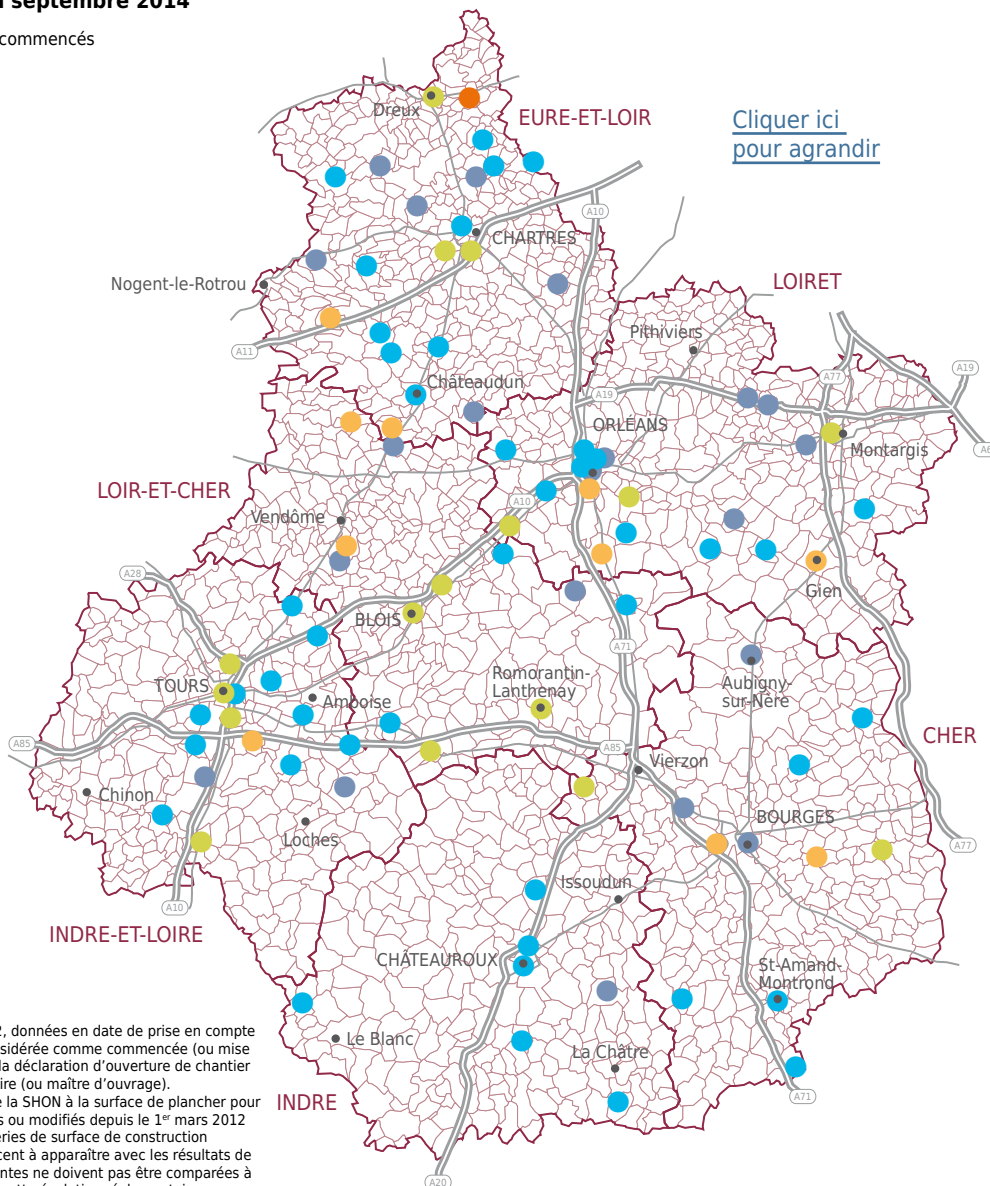 septembre 2014
commencés
EURE-ET-LOIR
Cliquer ici
pour agrandir
Dreux
A10
CHARTRES
Nogent-le-Rotrou
LOIRET
Pithiviers
A11
A77
A19
Châteaudun
A19
ORLÉANS
Montargis
A6
LOIR-ET-CHER
A10
Vendôme
A28
Gien
BLOIS
A71
TOURS
Amboise
Romorantin-
Lanthenay
Aubigny-
sur-Nère
A85
A85
CHER
Vierzon
Chinon
Loches
BOURGES
A77
Issoudun
A10
INDRE-ET-LOIRE
CHÂTEAUROUX
St-Amand-
Montrond
Le Blanc
La Châtre
INDRE
A71
A20
2, données en date de prise en compte
sidérée comme commencée (ou mise
la déclaration d'ouverture de chantier
ire (ou maître d'ouvrage).
e la SHON à la surface de plancher pour
s ou modifiés depuis le 1er mars 2012
éries de surface de construction
cent à apparaître avec les résultats de
ntes ne doivent pas être comparées à